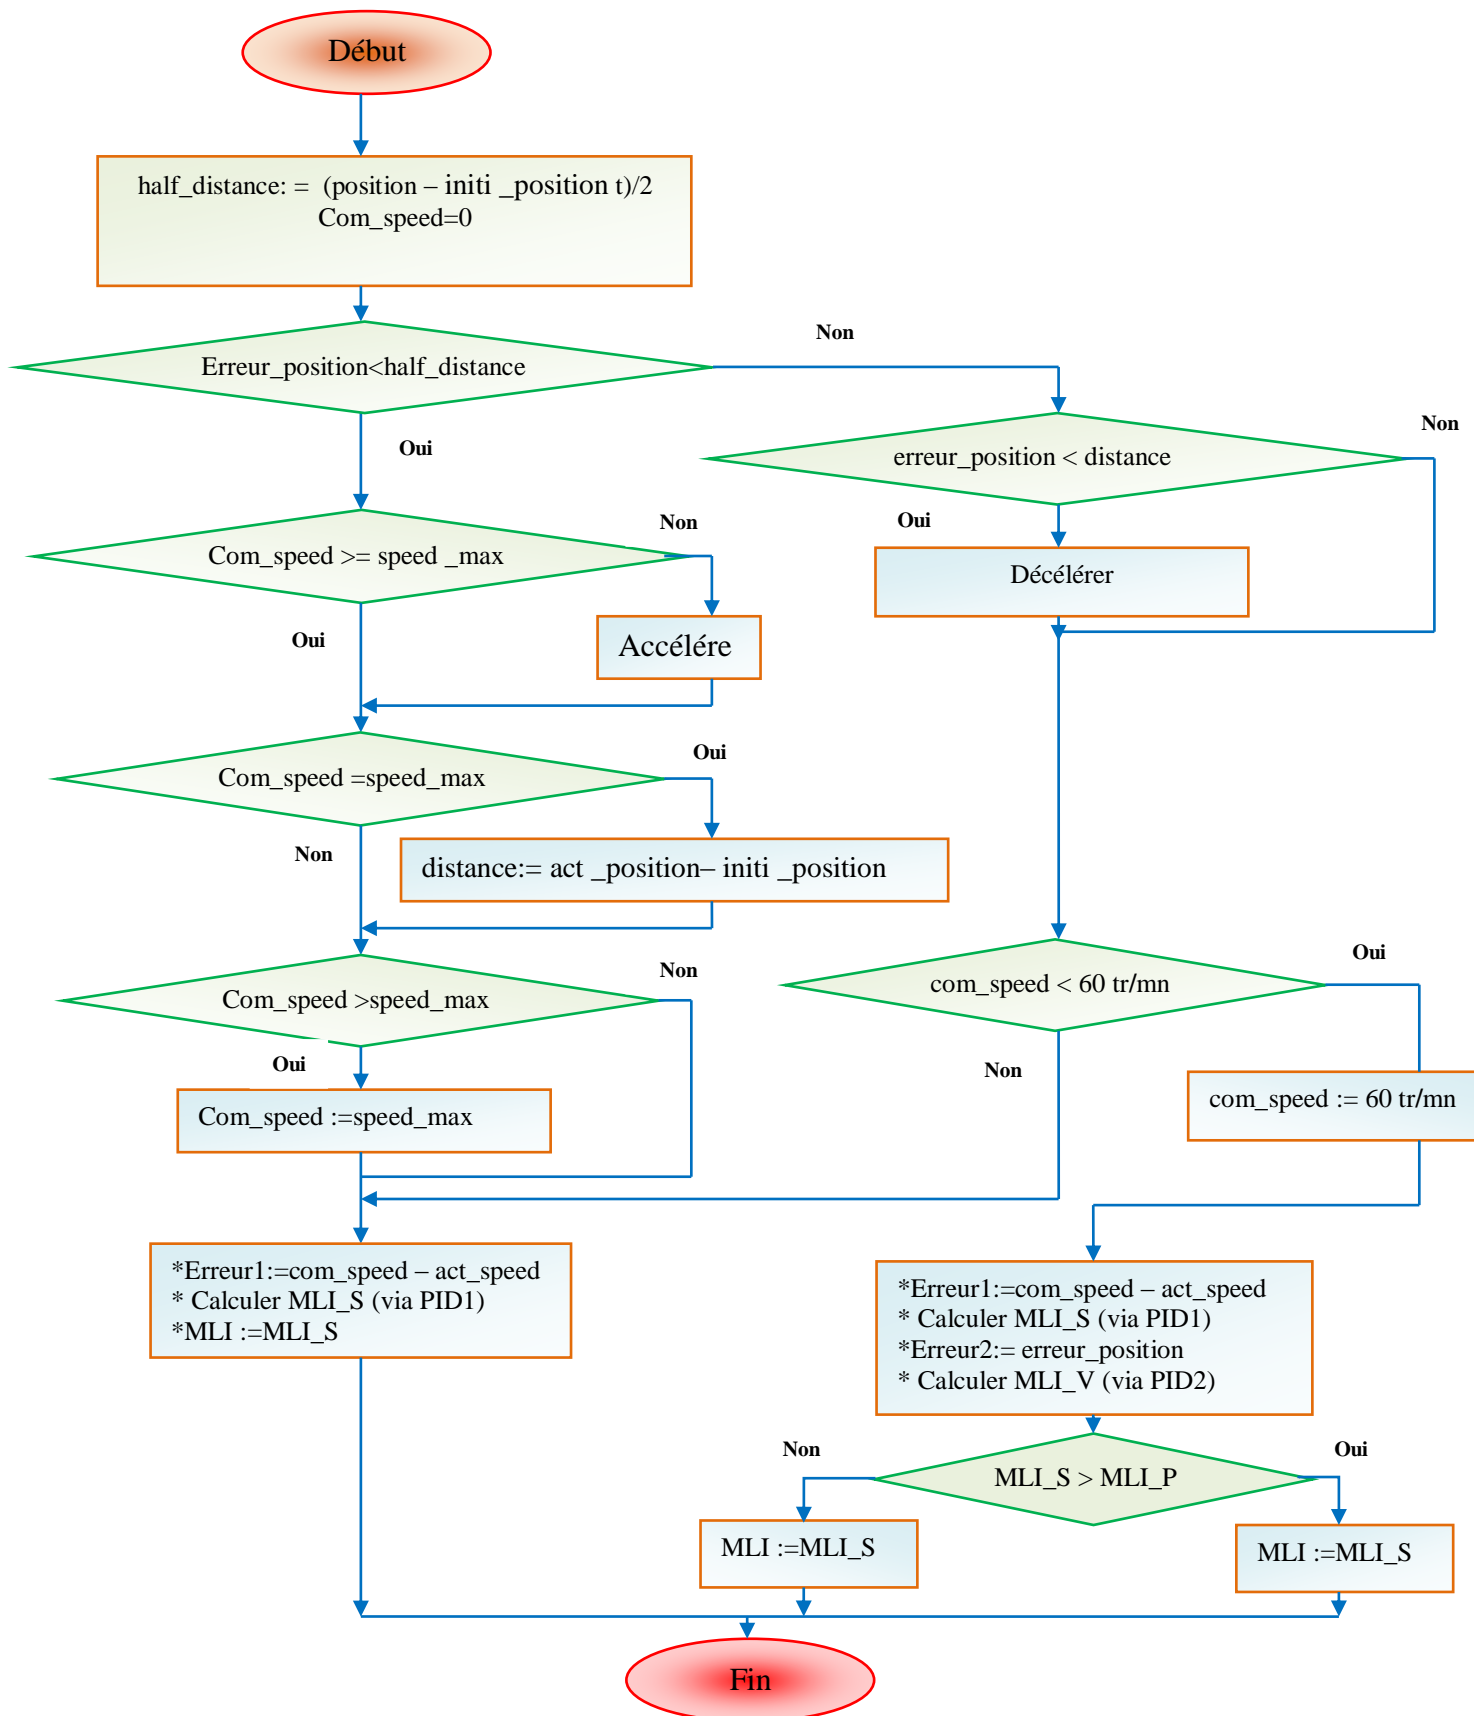 Début
half_distance: = (position – initi _position t)/2
Com_speed=0
Non
Erreur_position<half_distance
Non
Oui
erreur_position < distance
Non
Oui
Com_speed >= speed _max
Décélérer
Oui
Accélére
Oui
Com_speed =speed_max
Non
distance:= act _position– initi _position
Oui
Non
com_speed < 60 tr/mn
Com_speed >speed_max
Oui
Non
com_speed := 60 tr/mn
Com_speed :=speed_max
*Erreur1:=com_speed – act_speed
* Calculer MLI_S (via PID1)
*MLI :=MLI_S
*Erreur1:=com_speed – act_speed
* Calculer MLI_S (via PID1)
*Erreur2:= erreur_position
* Calculer MLI_V (via PID2)
Non
Oui
MLI_S > MLI_P
MLI :=MLI_S
MLI :=MLI_S
Fin